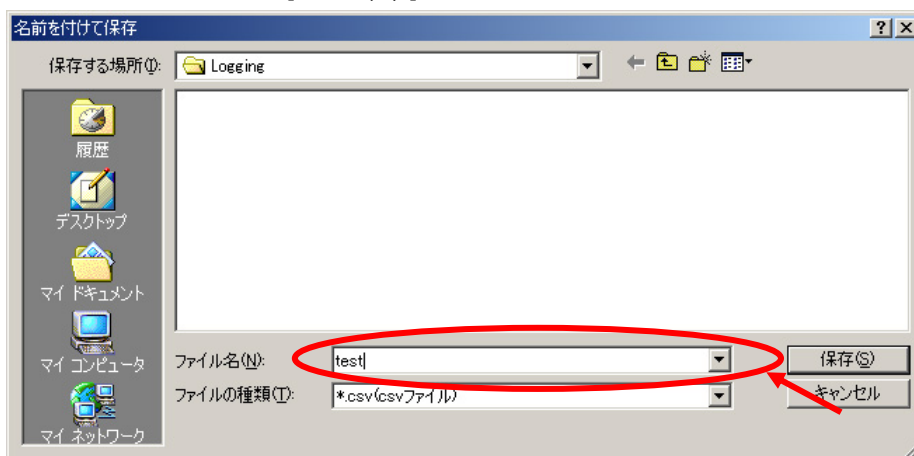 名前を付けて保存
保存する場所(I): Logging
履歴
デスクトップ
マイ ドキュメント
マイ コンピュータ
マイ ネットワーク
ファイル名(N): test 保存(S)
ファイルの種類(T): *.csv(csvファイル) キャンセル